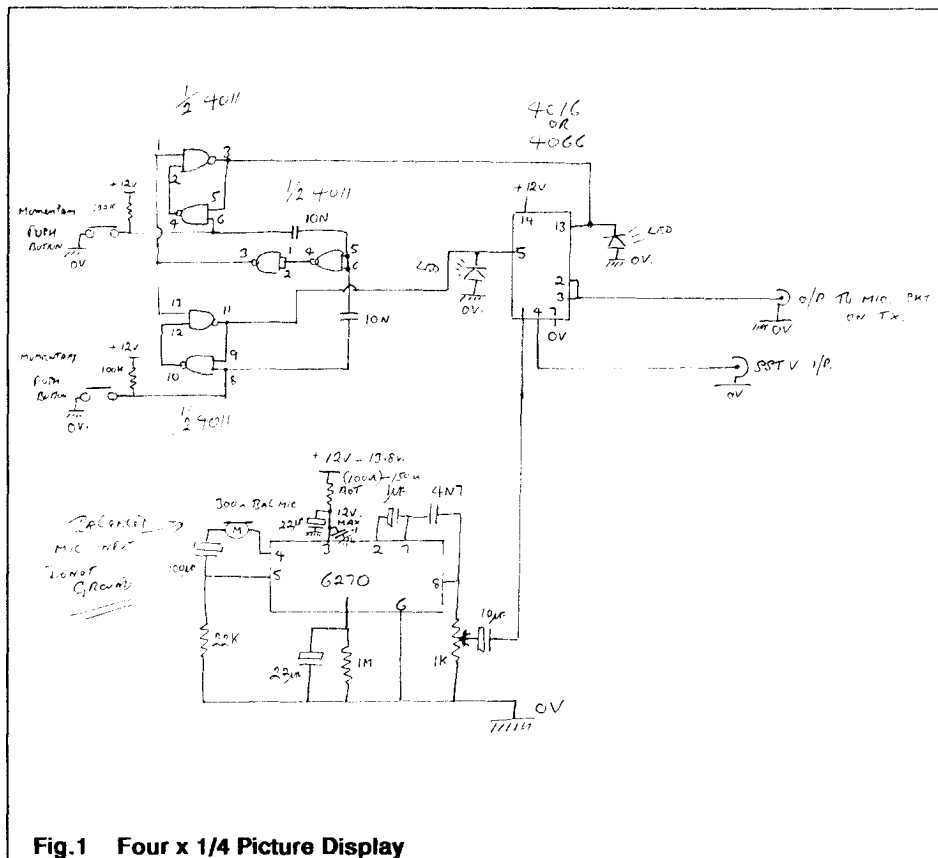 ½ 4011
4016
OR
4066
1
3
2
5
4
6
½ 4011
+12V
100K
Momentary
PUSH
BUTTON
0V
10N
3
1
2
4
5
6
+12V
14
13
5
LED
0V.
LED
0V
2
3
O/P TO MIC. SKT
ON TX.
0V
1
4
7
0V
13
11
12
10N
9
10
8
+12V
100K
MOMENTARY
PUSH
BUTTON
0V.
½ 4011
SSTV I/P.
0V
+12V - 13.8V.
(100Ω)-150Ω
1µF
4N7
300Ω BAL MIC
M
22µF
12V.
MAX
.1
BALANCED
MIC INPUT
DO NOT
GROUND
100µF
4
5
3
2
7
8
6270
6
10µF
22K
22µF
1M
1K
0V
Fig.1 Four x 1/4 Picture Display